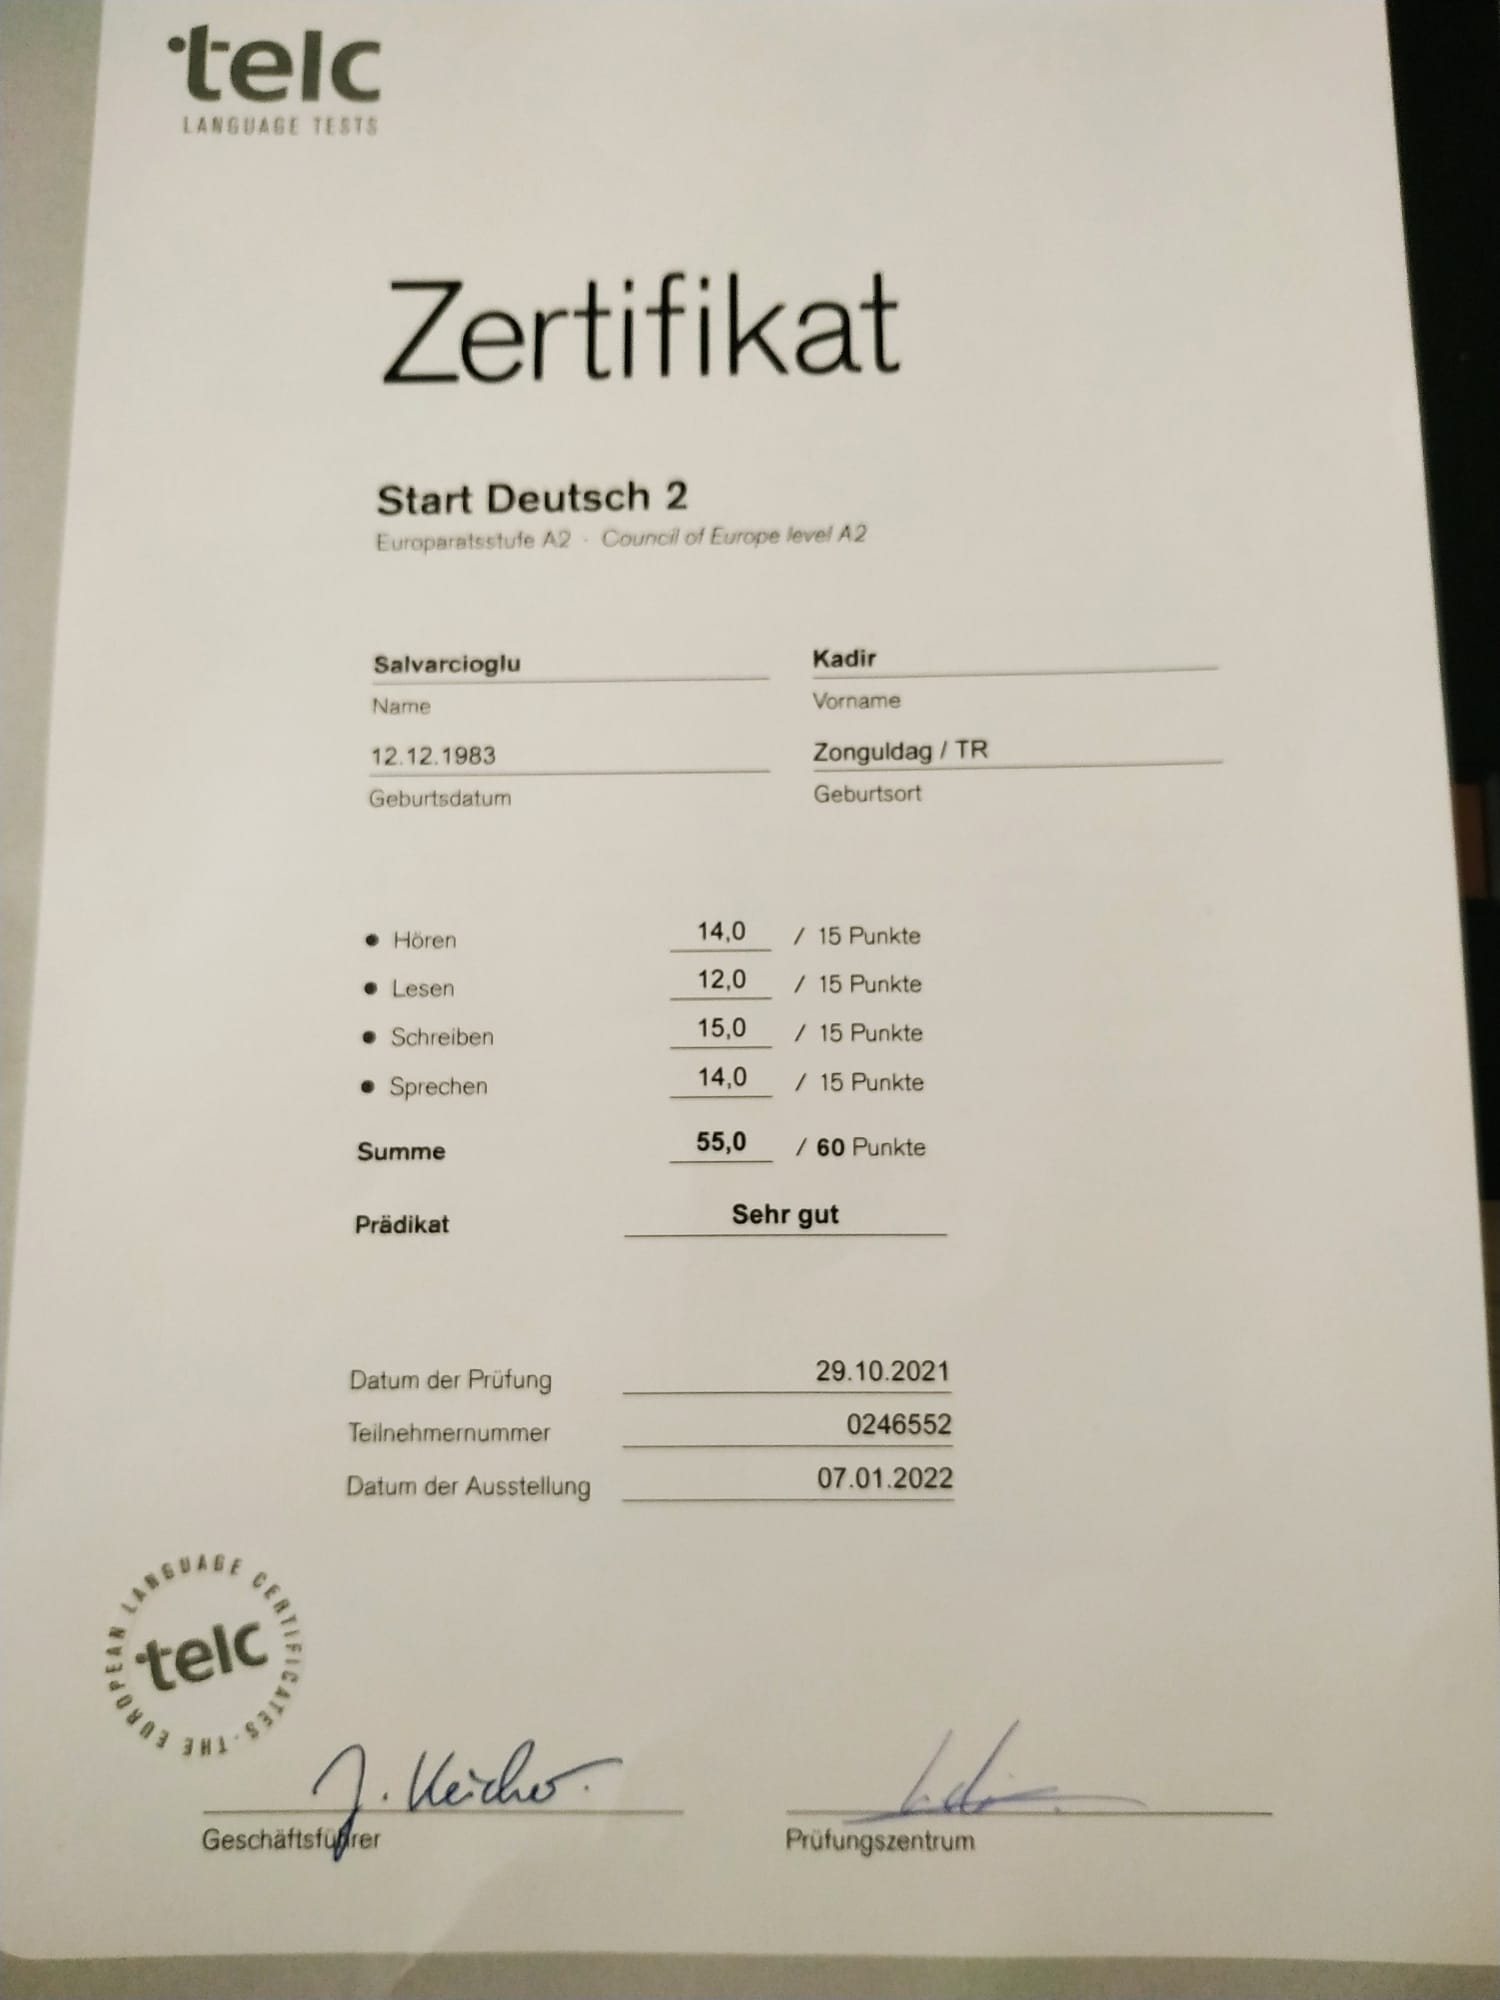 telc
LANGUAGE TESTS
Zertifikat
Start Deutsch 2
Europaratsstufe A2 · Council of Europe level A2
Salvarcioglu Kadir
Name Vorname
12.12.1983 Zonguldag / TR
Geburtsdatum Geburtsort
• Hören 14,0 / 15 Punkte
• Lesen 12,0 / 15 Punkte
• Schreiben 15,0 / 15 Punkte
• Sprechen 14,0 / 15 Punkte
Summe 55,0 / 60 Punkte
Prädikat Sehr gut
Datum der Prüfung 29.10.2021
Teilnehmernummer 0246552
Datum der Ausstellung 07.01.2022
THE EUROPEAN LANGUAGE CERTIFICATES ·
telc
Geschäftsführer Prüfungszentrum